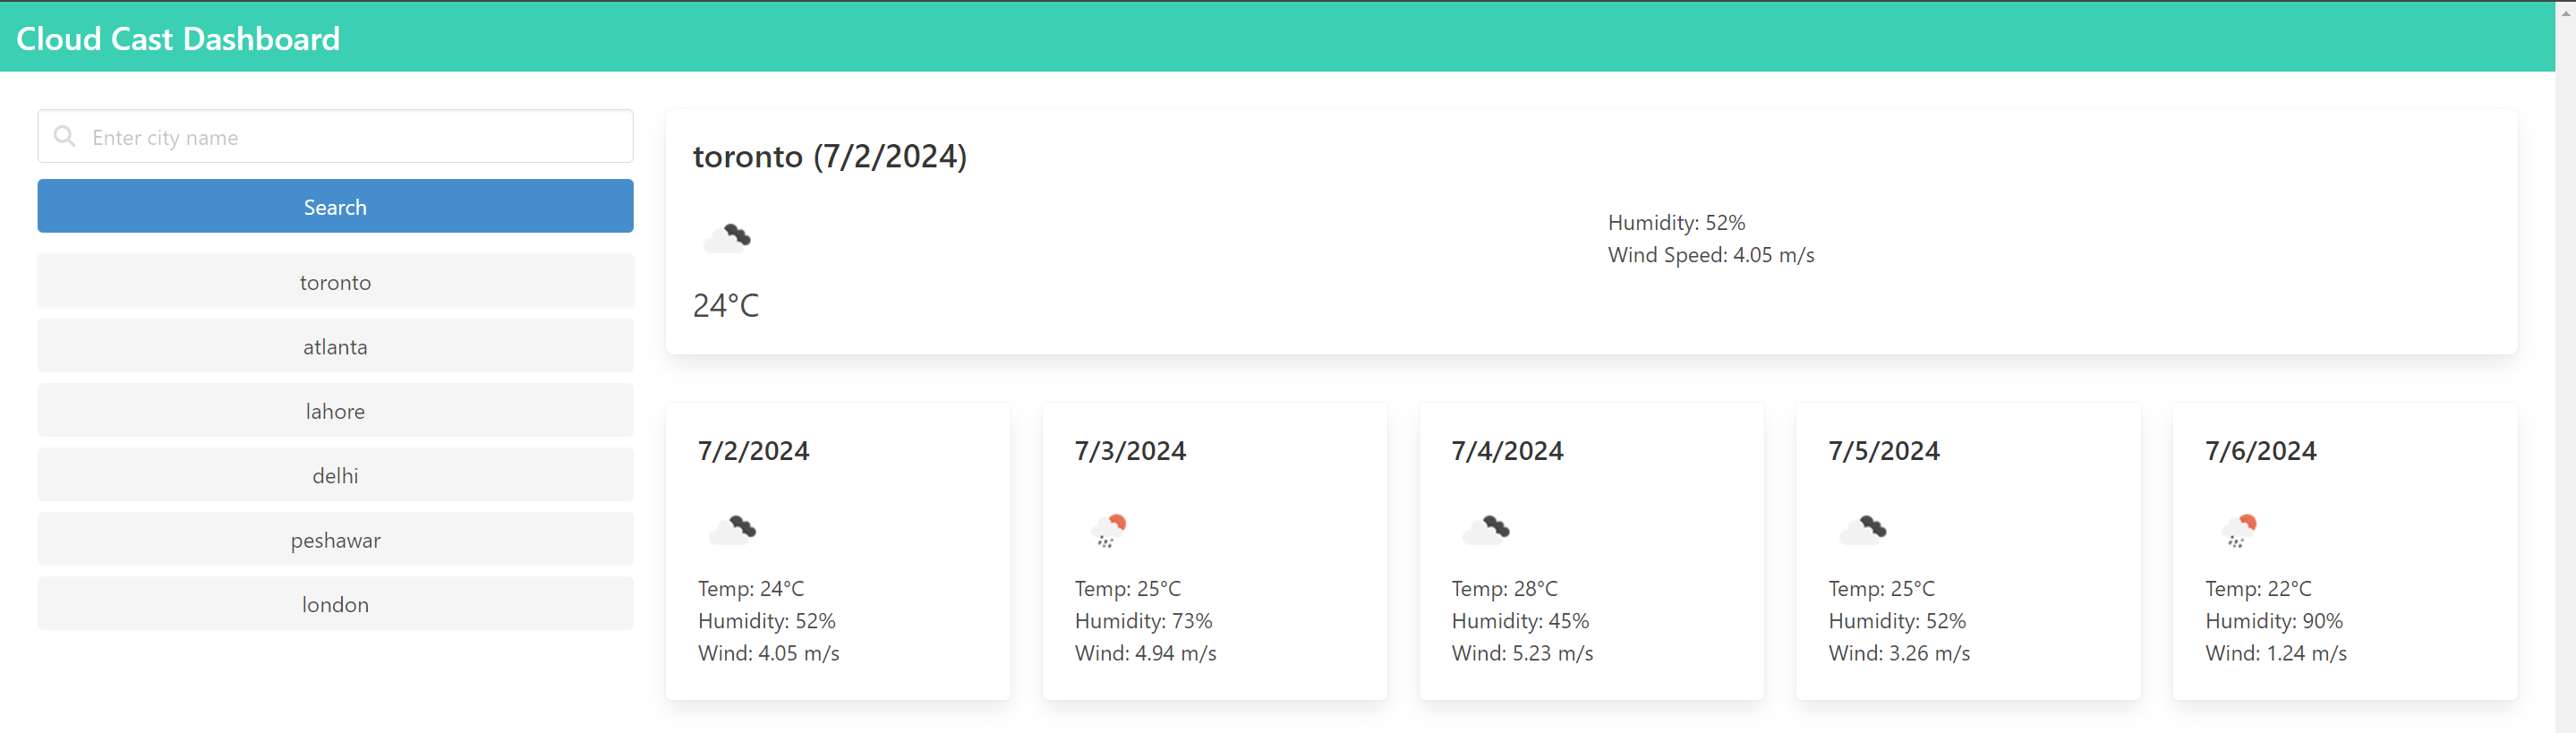 Cloud Cast Dashboard
Enter city name
Search
toronto
atlanta
lahore
delhi
peshawar
london
toronto (7/2/2024)
24°C
Humidity: 52%
Wind Speed: 4.05 m/s
7/2/2024
Temp: 24°C
Humidity: 52%
Wind: 4.05 m/s
7/3/2024
Temp: 25°C
Humidity: 73%
Wind: 4.94 m/s
7/4/2024
Temp: 28°C
Humidity: 45%
Wind: 5.23 m/s
7/5/2024
Temp: 25°C
Humidity: 52%
Wind: 3.26 m/s
7/6/2024
Temp: 22°C
Humidity: 90%
Wind: 1.24 m/s